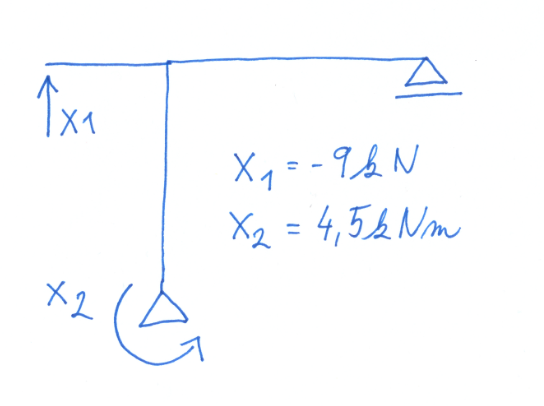 X1
X1 = -9kN
X2 = 4,5kNm
X2